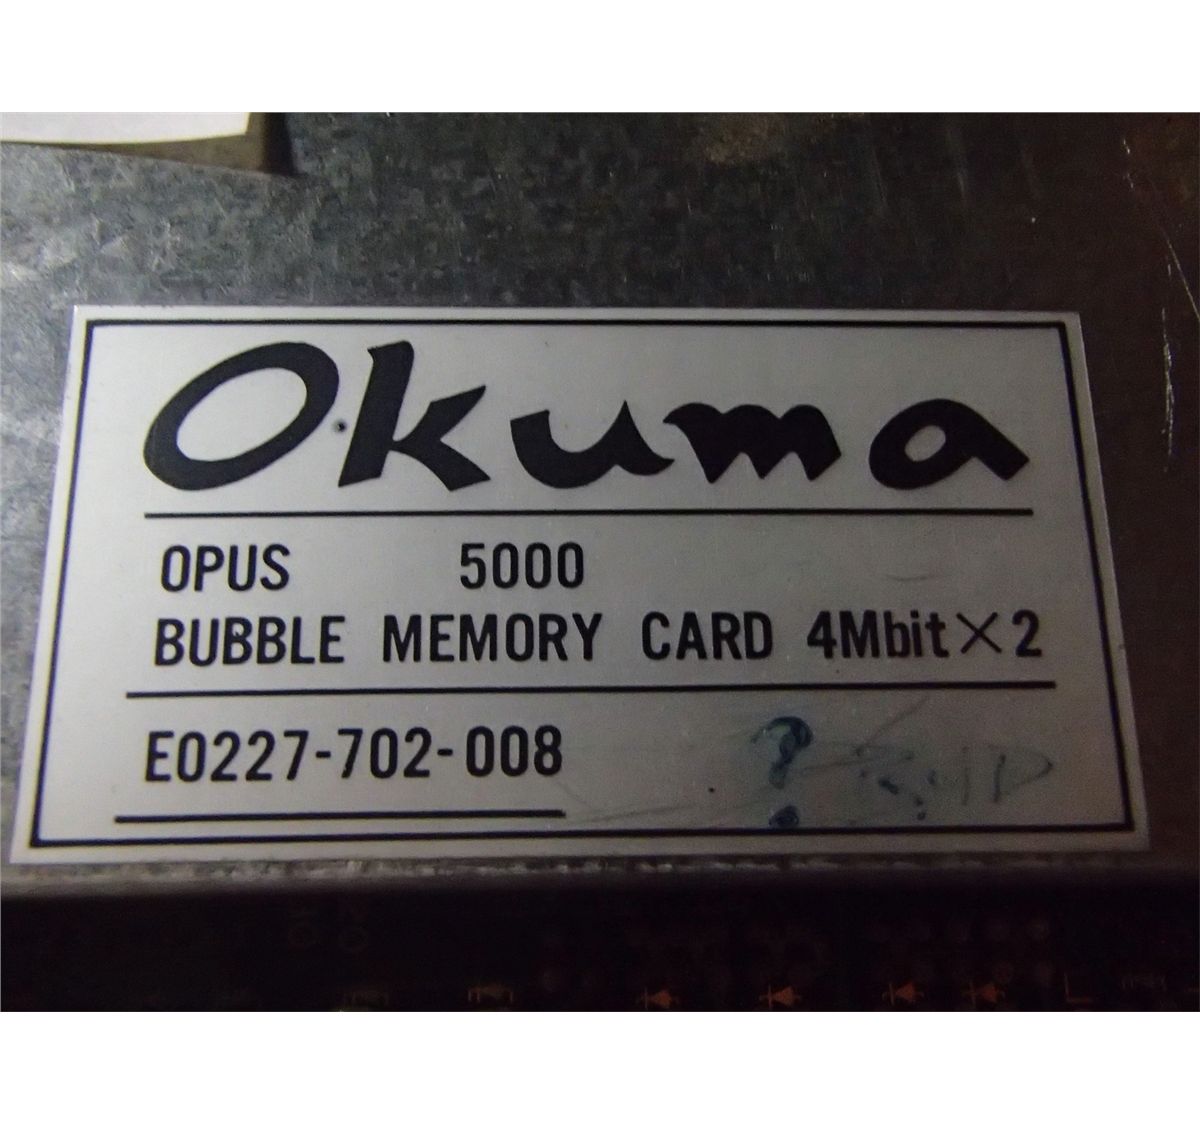 Okuma
OPUS 5000
BUBBLE MEMORY CARD 4Mbit×2
E0227-702-008
?